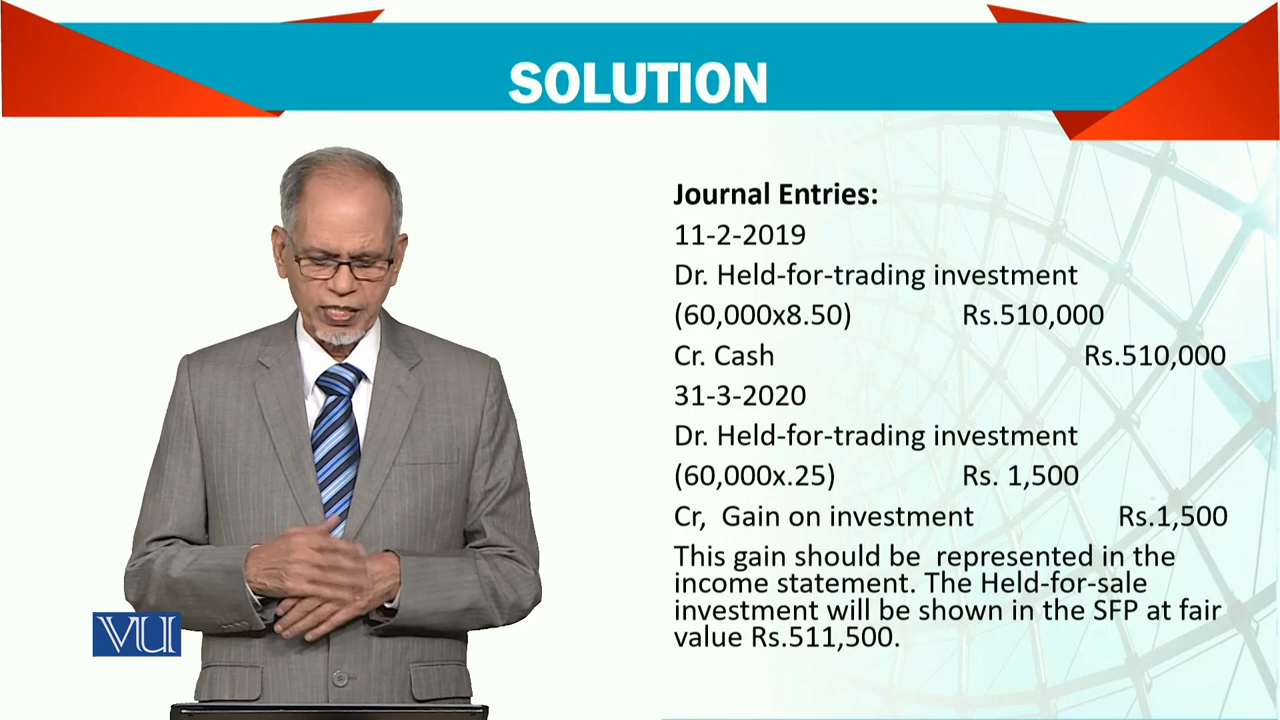 SOLUTION
Journal Entries:
11-2-2019
Dr. Held-for-trading investment
(60,000x8.50) Rs.510,000
Cr. Cash Rs.510,000
31-3-2020
Dr. Held-for-trading investment
(60,000x.25) Rs. 1,500
Cr, Gain on investment Rs.1,500
This gain should be represented in the
income statement. The Held-for-sale
investment will be shown in the SFP at fair
value Rs.511,500.
VU